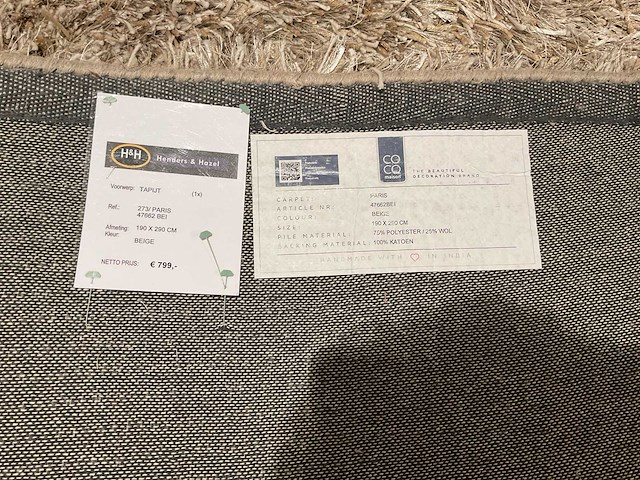 H&H Henders & Hazel
Voorwerp: TAPIJT (1x)
Ref.: 273/ PARIS
47662 BEI
Afmeting: 190 X 290 CM
Kleur:
BEIGE
NETTO PRIJS: € 799,-
COCO
maison
THE BEAUTIFUL
DECORATION BRAND
CARPET: PARIS
ARTICLE NR.: 47662BEI
COLOUR: BEIGE
SIZE: 190 X 290 CM
PILE MATERIAL: 75% POLYESTER / 25% WOL
BACKING MATERIAL: 100% KATOEN
HANDMADE WITH ♡ IN INDIA